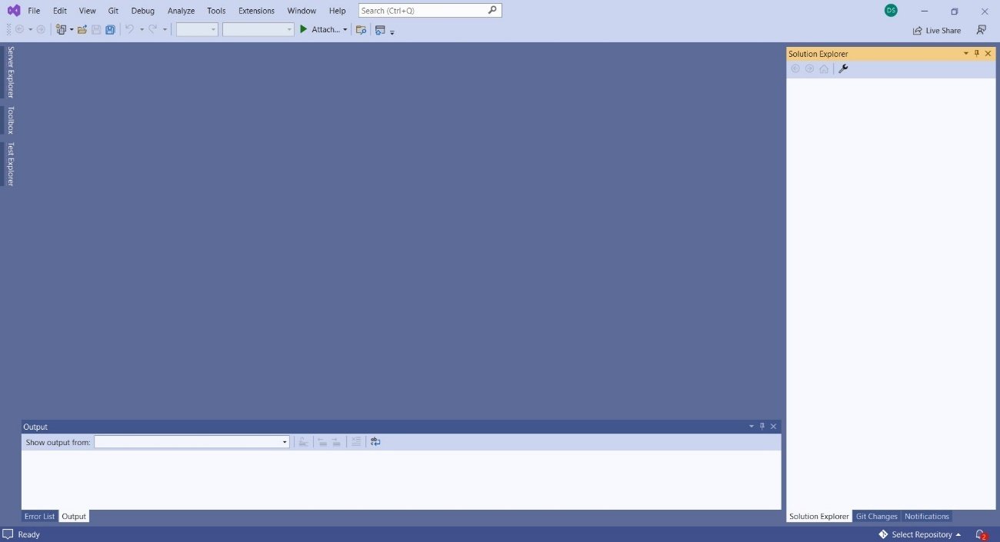 File Edit View Git Debug Analyze Tools Extensions Window Help Search (Ctrl+Q) DS
Attach... Live Share
Server Explorer
Toolbox
Test Explorer
Solution Explorer
Output
Show output from:
Error List Output
Solution Explorer Git Changes Notifications
Ready Select Repository 2